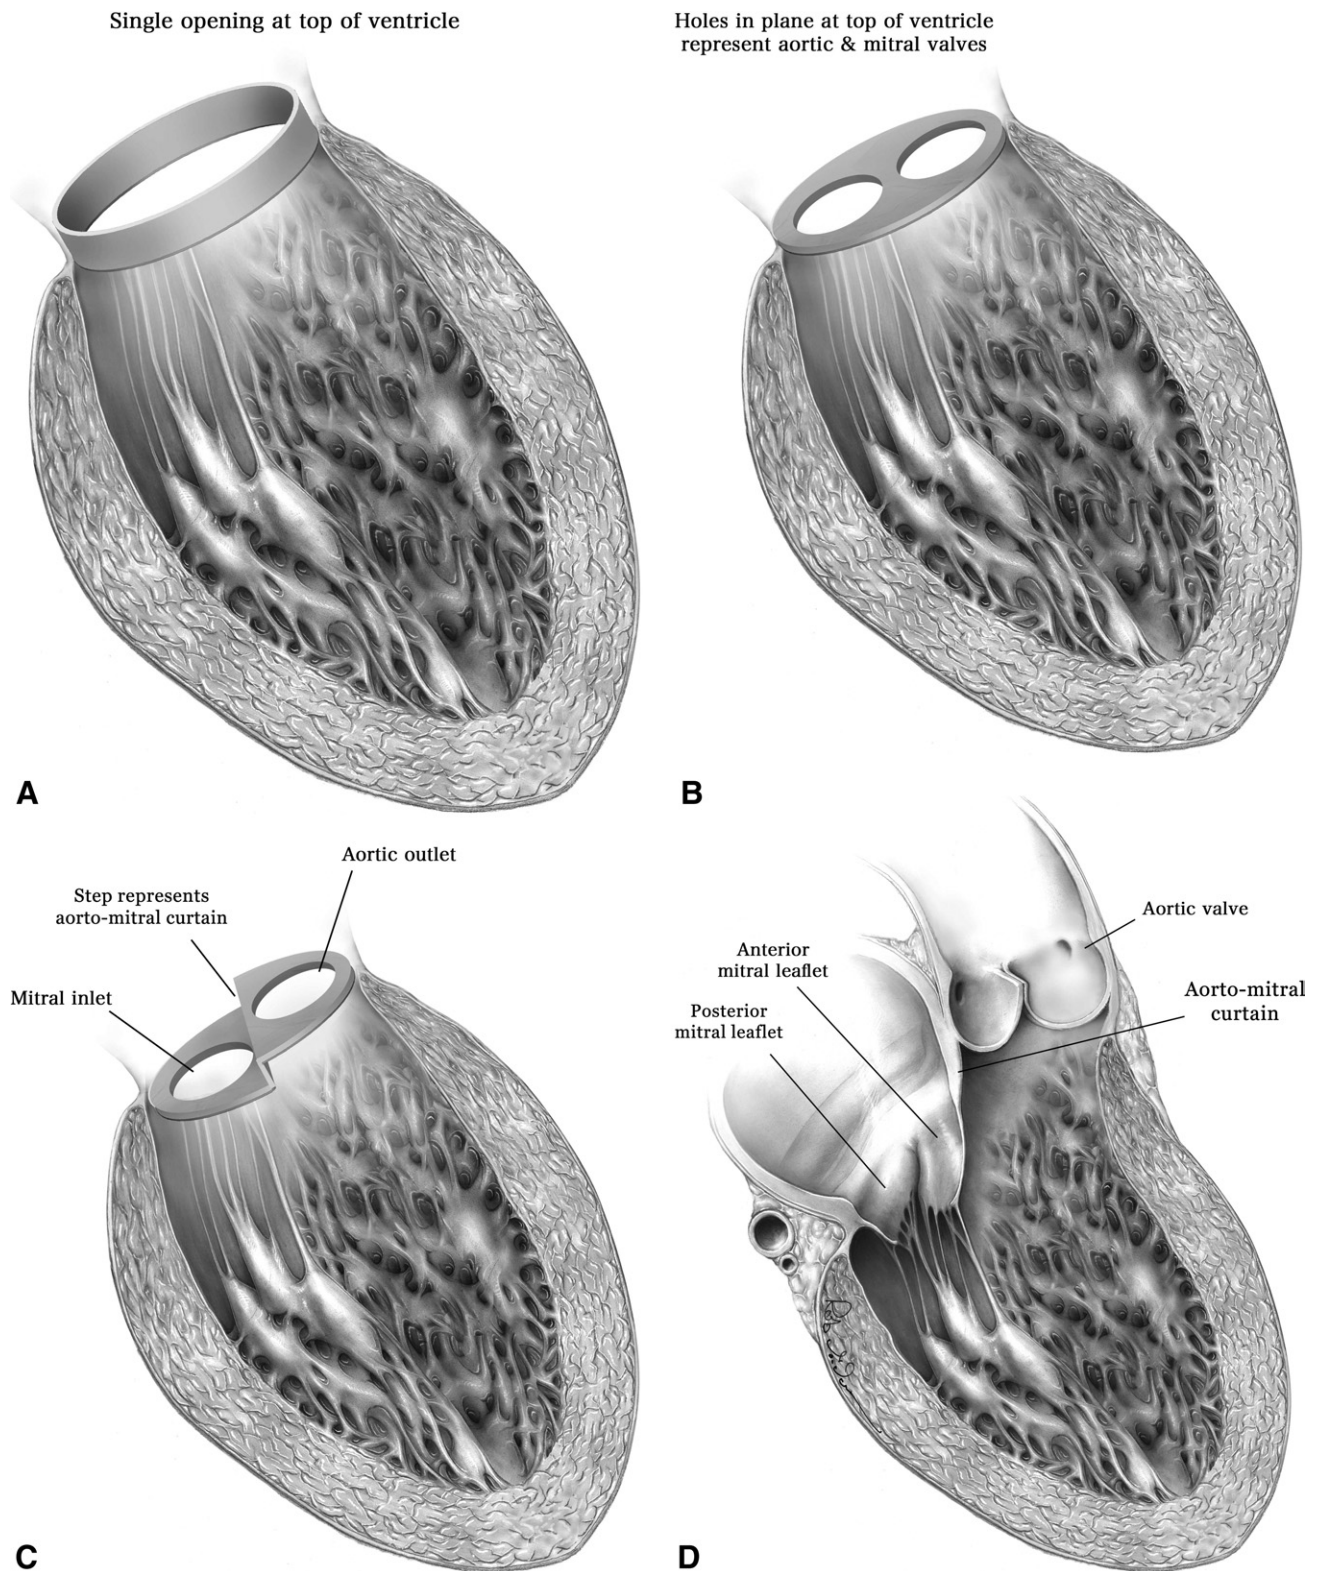 Single opening at top of ventricle
Holes in plane at top of ventricle
represent aortic & mitral valves
A
B
Aortic outlet
Step represents
aorto-mitral curtain
Mitral inlet
C
Aortic valve
Anterior
mitral leaflet
Aorto-mitral
curtain
Posterior
mitral leaflet
D